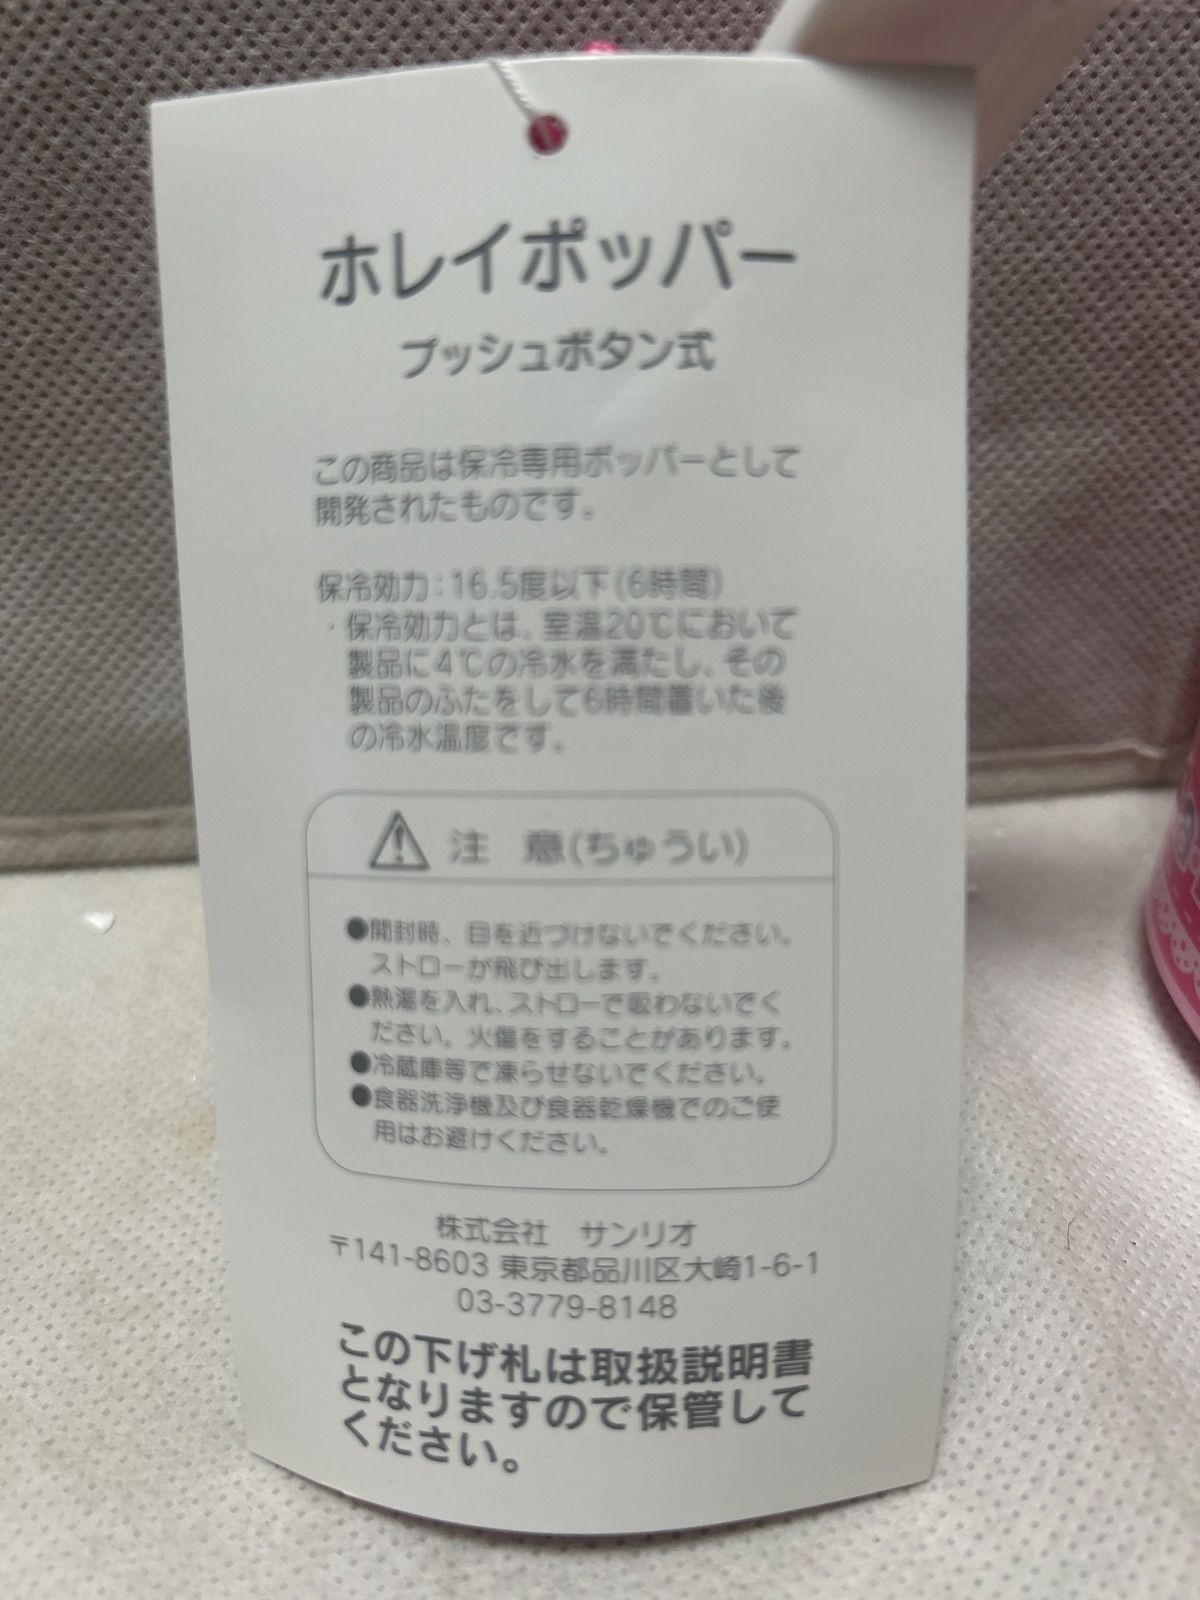 ホレイポッパー
プッシュボタン式
この商品は保冷専用ポッパーとして
開発されたものです。
保冷効力：16.5度以下(6時間)
・保冷効力とは、室温20℃において
製品に4℃の冷水を満たし、その
製品のふたをして6時間置いた後
の冷水温度です。
注　意(ちゅうい)
●開封時、目を近づけないでください。
ストローが飛び出します。
●熱湯を入れ、ストローで吸わないでく
ださい。火傷をすることがあります。
●冷蔵庫等で凍らせないでください。
●食器洗浄機及び食器乾燥機でのご使
用はお避けください。
株式会社　サンリオ
〒141-8603 東京都品川区大崎1-6-1
03-3779-8148
この下げ札は取扱説明書
となりますので保管して
ください。